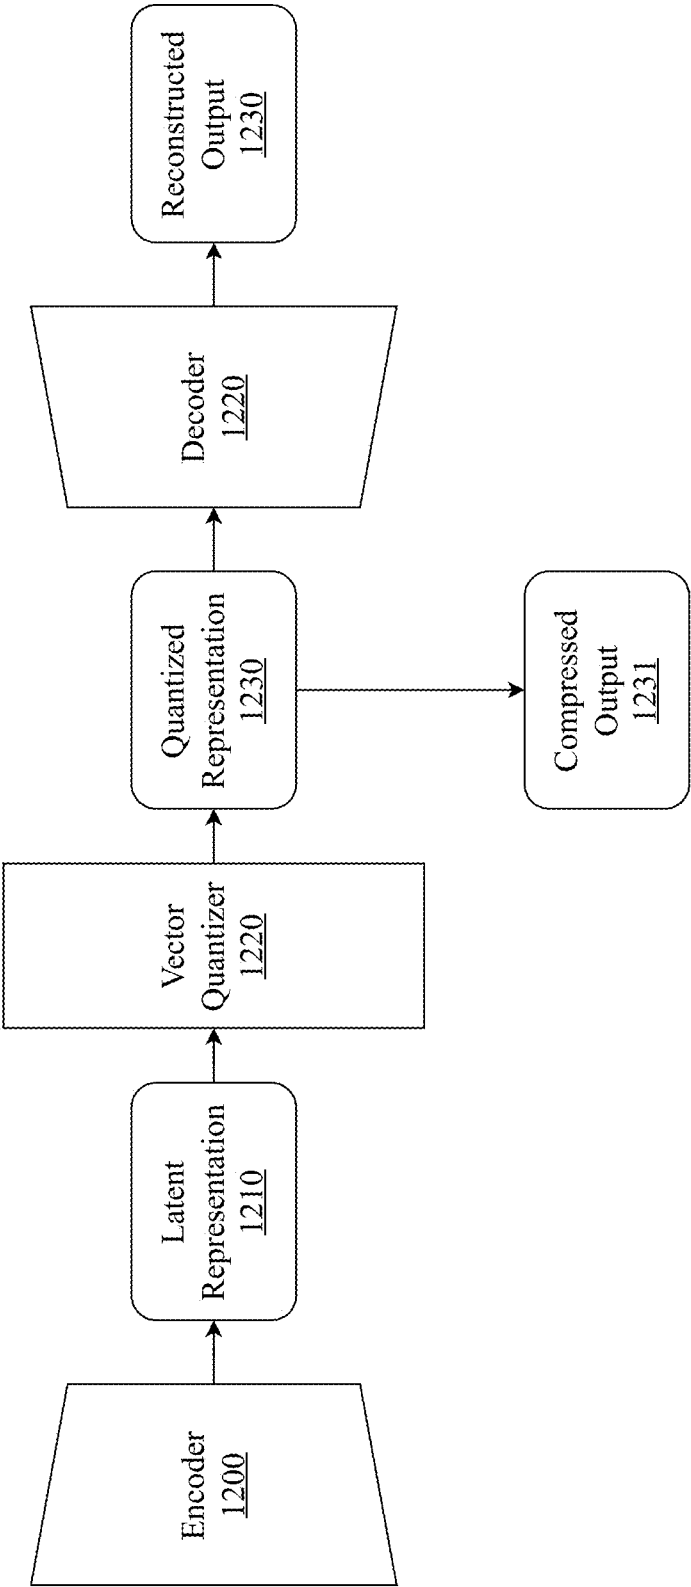 Encoder
1200
Latent
Representation
1210
Vector
Quantizer
1220
Quantized
Representation
1230
Compressed
Output
1231
Decoder
1220
Reconstructed
Output
1230